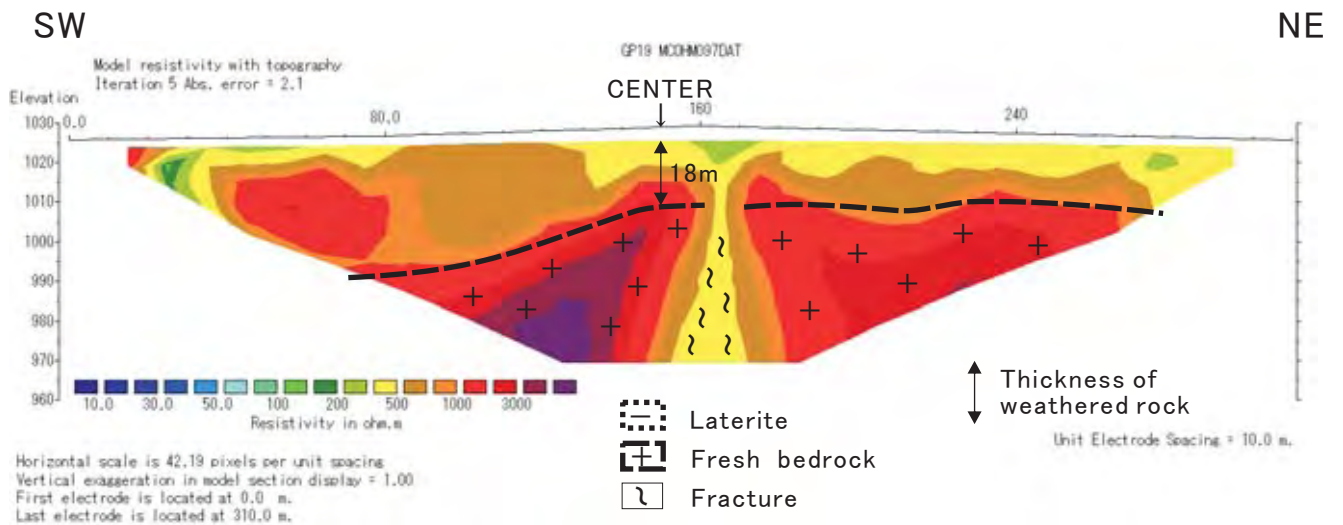 SW
NE
GP19 MCOHM097DAT
Model resistivity with topography
Iteration 5 Abs. error = 2.1
Elevation
CENTER
1030
0.0
80.0
160
240
1020
18m
1010
1000
990
980
970
960
10.0 30.0 50.0 100 200 500 1000 3000
Resistivity in ohm.m
Laterite
Fresh bedrock
Fracture
Thickness of
weathered rock
Unit Electrode Spacing = 10.0 m.
Horizontal scale is 42.19 pixels per unit spacing
Vertical exaggeration in model section display = 1.00
First electrode is located at 0.0 m.
Last electrode is located at 310.0 m.